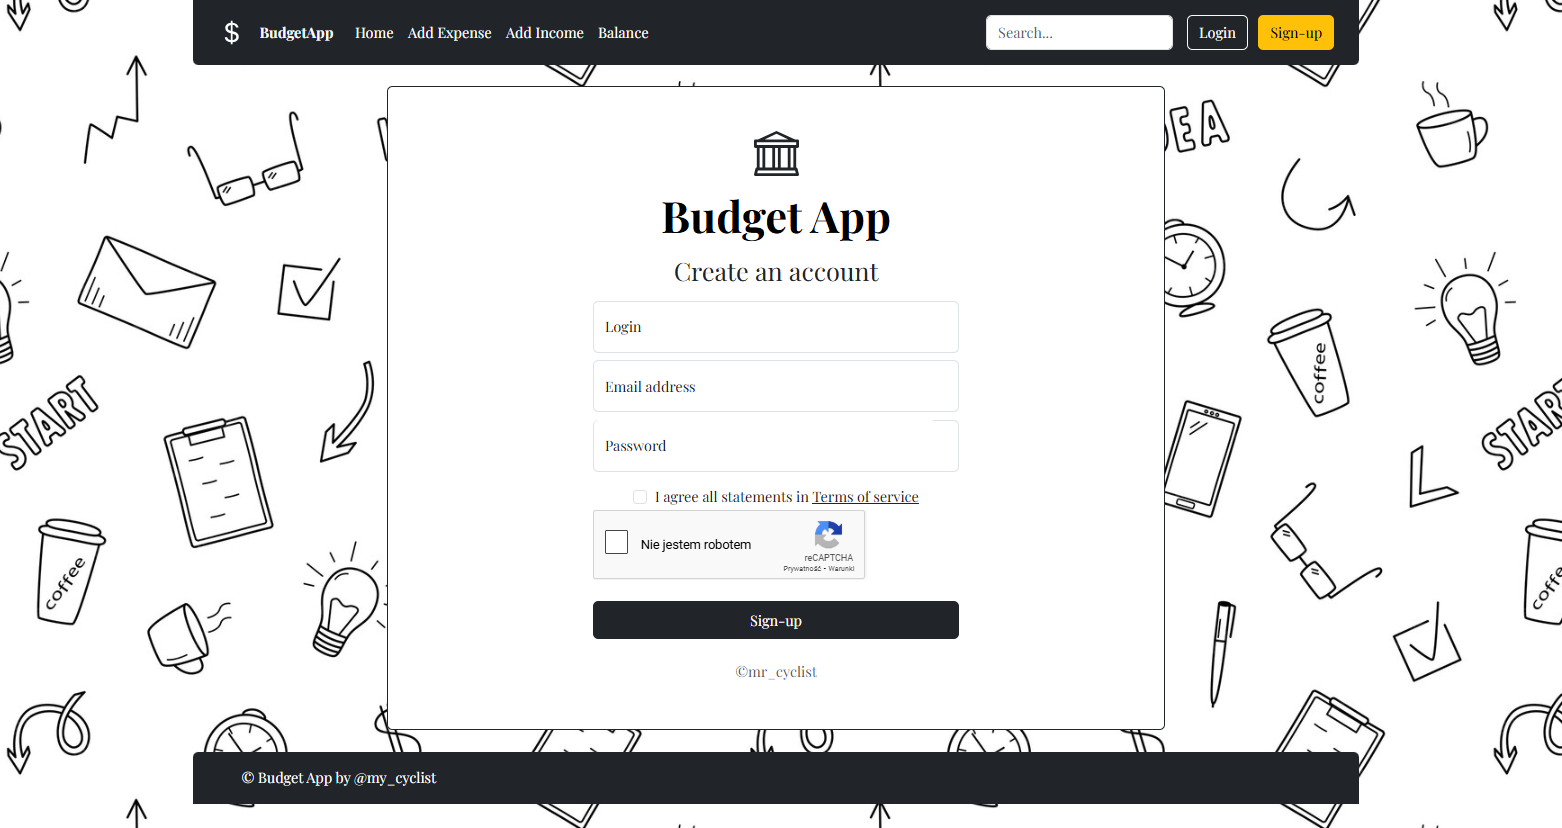 $ BudgetApp Home Add Expense Add Income Balance Search... Login Sign-up
DEA
Budget App
Create an account
Login
Email address
Password
I agree all statements in Terms of service
Nie jestem robotem
reCAPTCHA
Prywatność - Warunki
Sign-up
©mr_cyclist
START
coffee
coffee
START
coffee
© Budget App by @my_cyclist